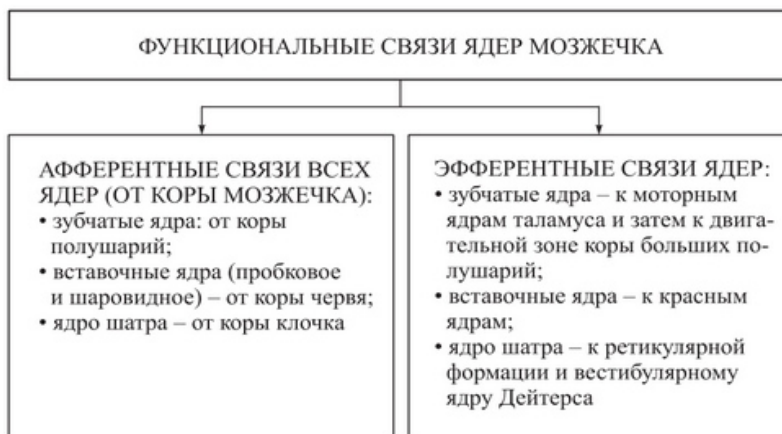 ФУНКЦИОНАЛЬНЫЕ СВЯЗИ ЯДЕР МОЗЖЕЧКА
АФФЕРЕНТНЫЕ СВЯЗИ ВСЕХ
ЯДЕР (ОТ КОРЫ МОЗЖЕЧКА):
• зубчатые ядра: от коры
полушарий;
• вставочные ядра (пробковое
и шаровидное) – от коры червя;
• ядро шатра – от коры клочка
ЭФФЕРЕНТНЫЕ СВЯЗИ ЯДЕР:
• зубчатые ядра – к моторным
ядрам таламуса и затем к двига-
тельной зоне коры больших по-
лушарий;
• вставочные ядра – к красным
ядрам;
• ядро шатра – к ретикулярной
формации и вестибулярному
ядру Дейтерса